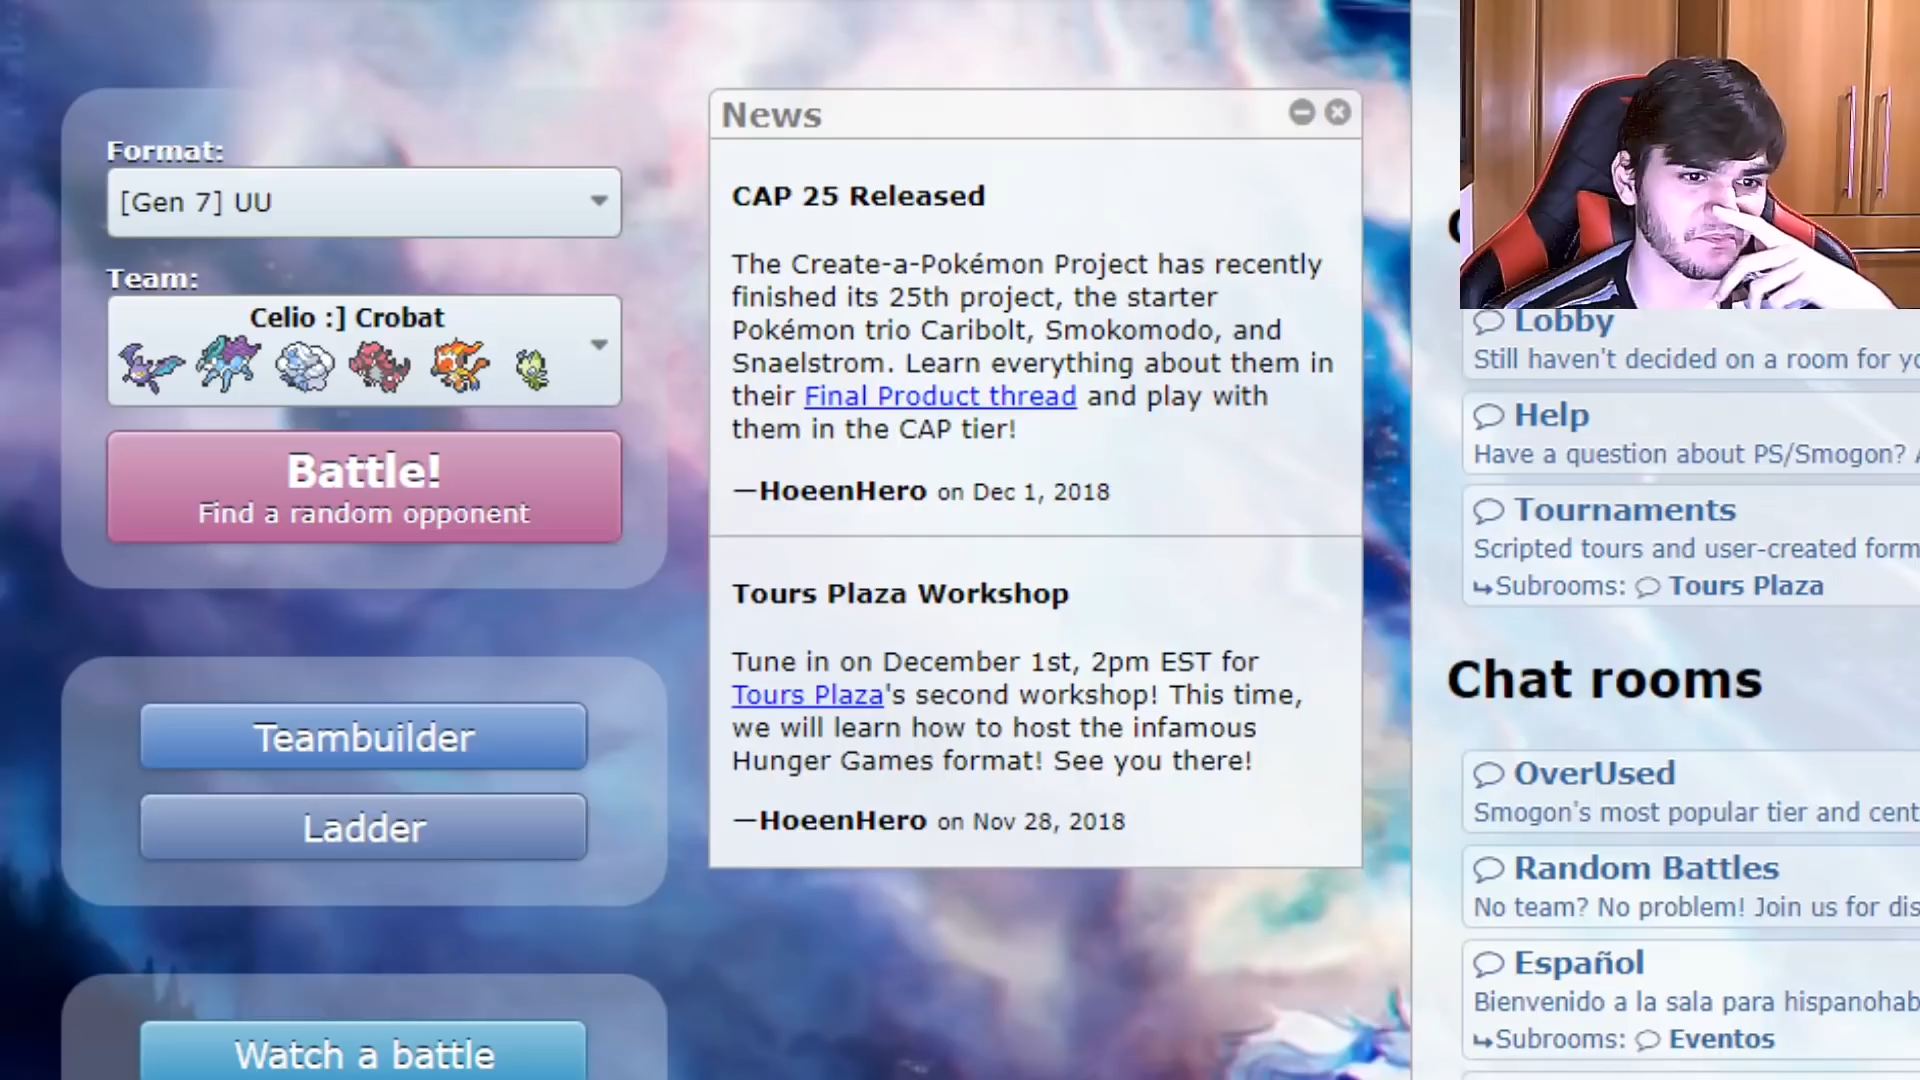 Format:
[Gen 7] UU
Team:
Celio :] Crobat
Battle!
Find a random opponent
Teambuilder
Ladder
Watch a battle
News
CAP 25 Released
The Create-a-Pokémon Project has recently
finished its 25th project, the starter
Pokémon trio Caribolt, Smokomodo, and
Snaelstrom. Learn everything about them in
their Final Product thread and play with
them in the CAP tier!
—HoeenHero on Dec 1, 2018
Tours Plaza Workshop
Tune in on December 1st, 2pm EST for
Tours Plaza's second workshop! This time,
we will learn how to host the infamous
Hunger Games format! See you there!
—HoeenHero on Nov 28, 2018
Lobby
Still haven't decided on a room for
Help
Have a question about PS/Smogon?
Tournaments
Scripted tours and user-created
↳Subrooms: Tours Plaza
Chat rooms
OverUsed
Smogon's most popular tier and
Random Battles
No team? No problem! Join us for
Español
Bienvenido a la sala para
↳Subrooms: Eventos